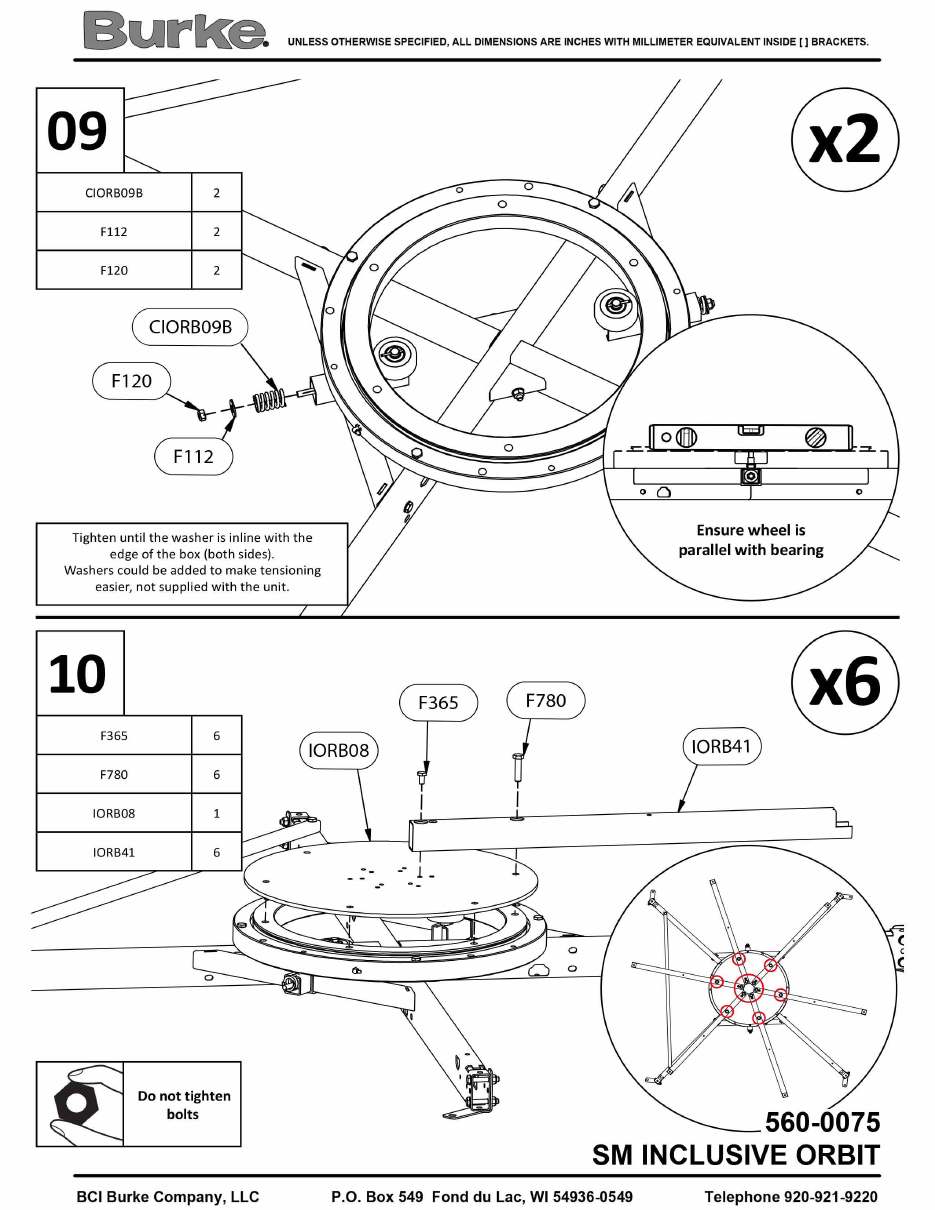 Burke.
UNLESS OTHERWISE SPECIFIED, ALL DIMENSIONS ARE INCHES WITH MILLIMETER EQUIVALENT INSIDE [ ] BRACKETS.
09
x2
CIORB09B 2
F112 2
F120 2
CIORB09B
F120
F112
Ensure wheel is
parallel with bearing
Tighten until the washer is inline with the
edge of the box (both sides).
Washers could be added to make tensioning
easier, not supplied with the unit.
10
x6
F365 6
F780 6
IORB08 1
IORB41 6
F365
F780
IORB08
IORB41
Do not tighten
bolts
560-0075
SM INCLUSIVE ORBIT
BCI Burke Company, LLC P.O. Box 549 Fond du Lac, WI 54936-0549 Telephone 920-921-9220